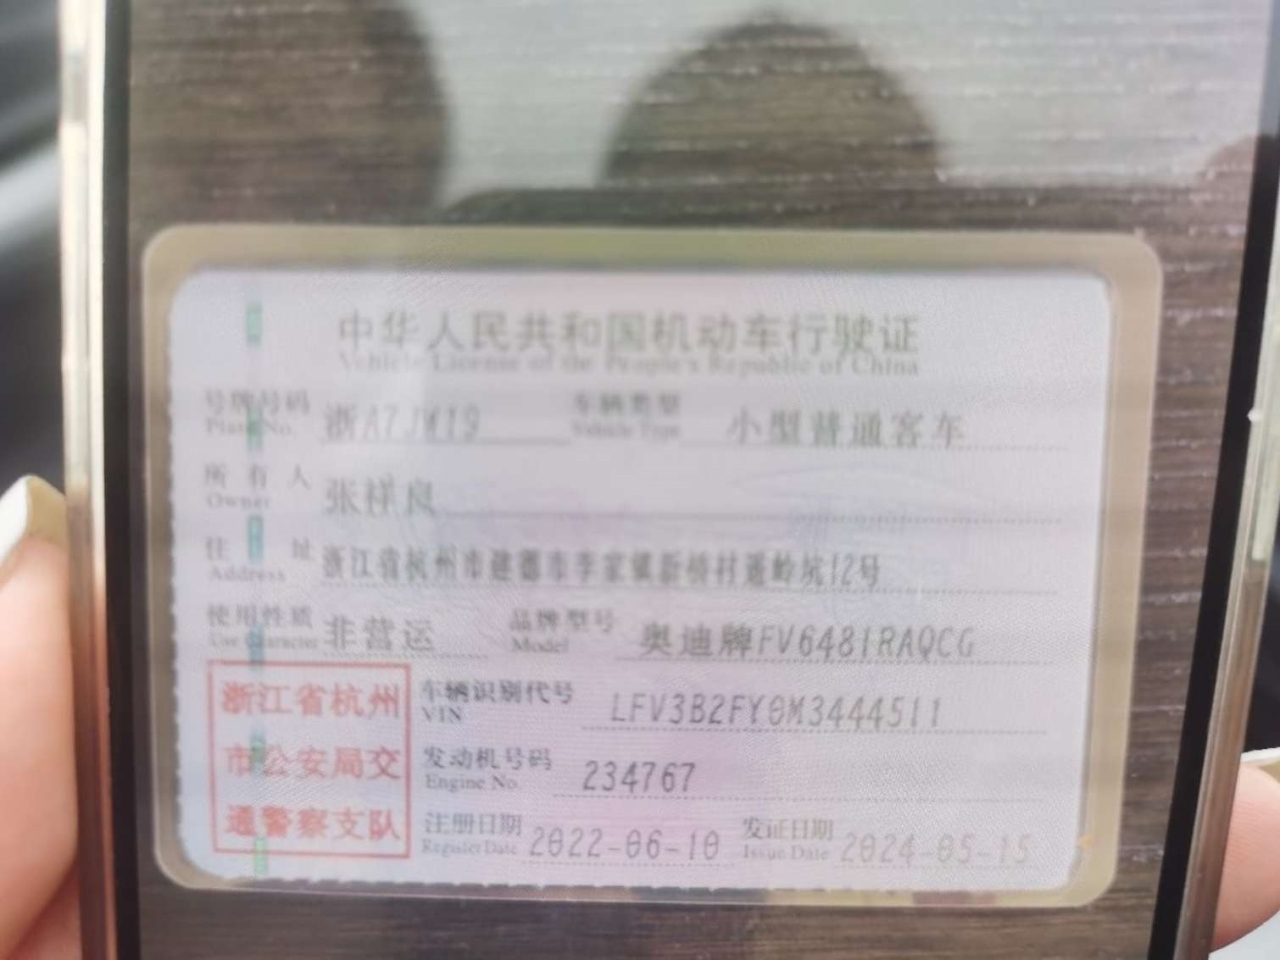 中华人民共和国机动车行驶证
Vehicle License of the People's Republic of China
号牌号码 浙A7JW19 车辆类型 小型普通客车
Plate No. Vehicle Type
所有人 张祥良
Owner
住址 浙江省杭州市建德市李家镇新桥村遥岭坑12号
Address
使用性质 非营运 品牌型号 奥迪牌FV6481RAQCG
Use Character Model
浙江省杭州
市公安局交
通警察支队
车辆识别代号 LFV3B2FY0M3444511
VIN
发动机号码 234767
Engine No.
注册日期 2022-06-10 发证日期 2024-05-15
Register Date Issue Date